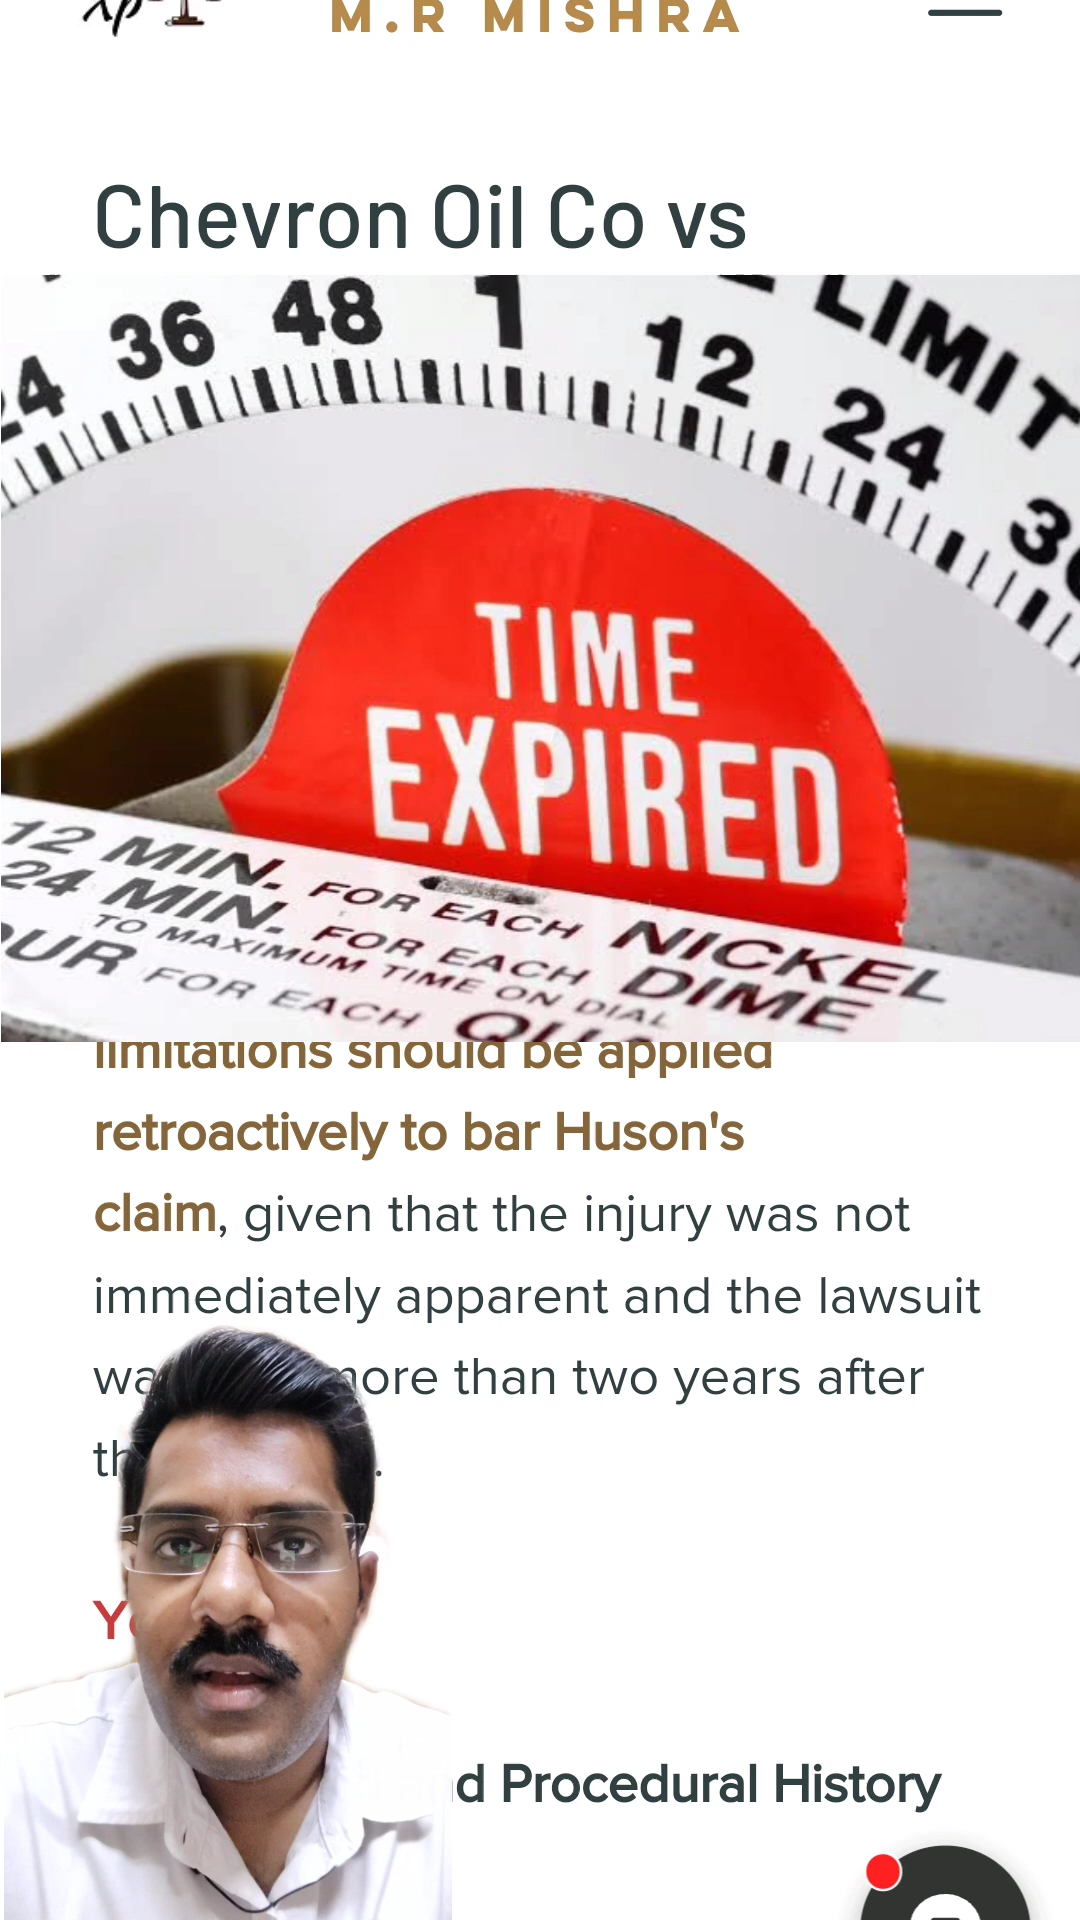 M.R MISHRA
Chevron Oil Co vs
36 48 1 12 24
LIMIT
TIME
EXPIRED
12 MIN. FOR EACH NICKEL
24 MIN. FOR EACH DIME
TO MAXIMUM TIME ON DIAL
FOR EACH
limitations should be applied
retroactively to bar Huson's
claim, given that the injury was not
immediately apparent and the lawsuit
more than two years after
Procedural History